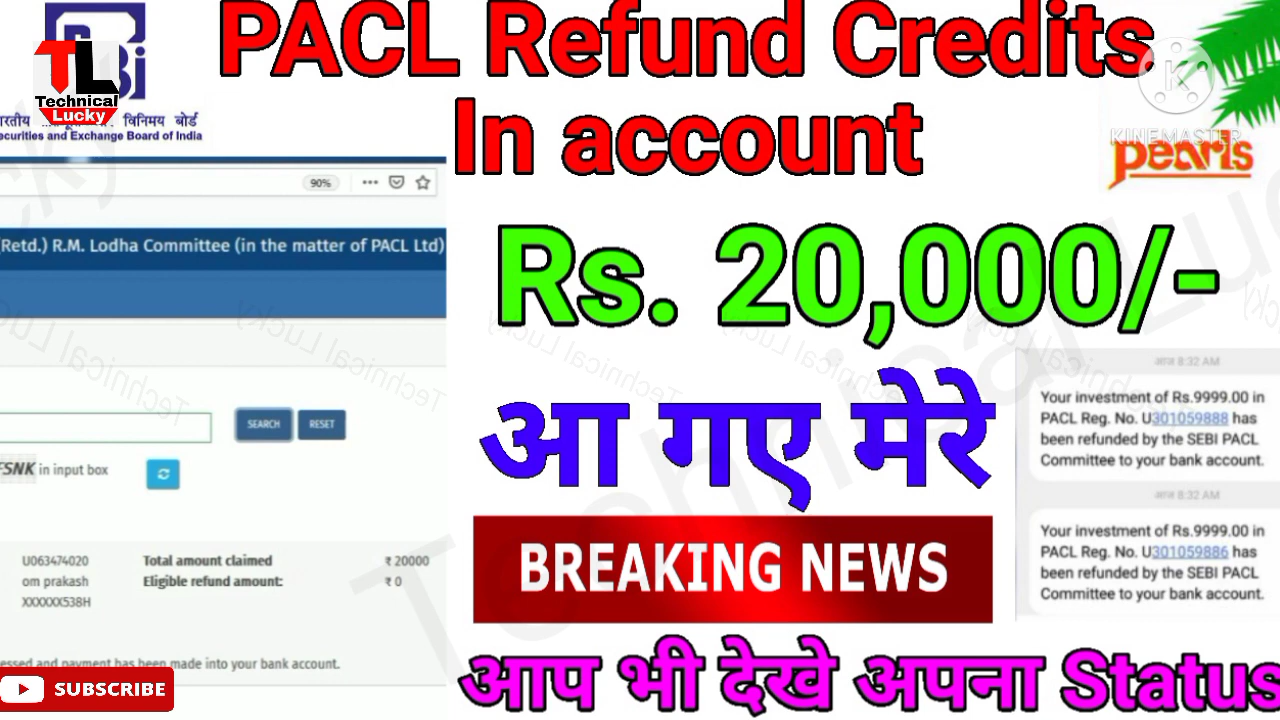 PACL Refund Credits
In account
TL
Technical
Lucky
विनिमय बोर्ड
ecurities and Exchange Board of India
KINEMASTER
pearls
90%
(Retd.) R.M. Lodha Committee (in the matter of PACL Ltd)
Rs. 20,000/-
आ गए मेरे
SEARCH
RESET
FSNK in input box
U063474020
Total amount claimed
₹ 20000
om prakash
Eligible refund amount:
₹ 0
XXXXXX538H
essed and payment has been made into your bank account.
SUBSCRIBE
BREAKING NEWS
आप भी देखे अपना Status
आज 8:32 AM
Your investment of Rs.9999.00 in
PACL Reg. No. U301059888 has
been refunded by the SEBI PACL
Committee to your bank account.
आज 8:32 AM
Your investment of Rs.9999.00 in
PACL Reg. No. U301059886 has
been refunded by the SEBI PACL
Committee to your bank account.
Technical Lucky